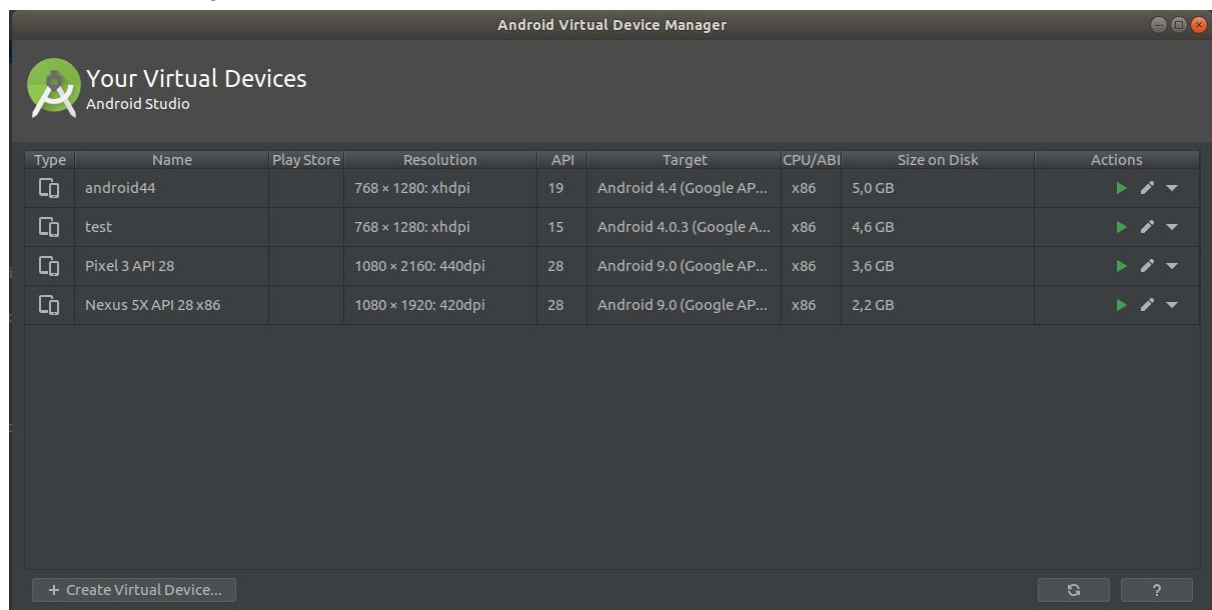 Android Virtual Device Manager
Your Virtual Devices
Android Studio
Type Name Play Store Resolution API Target CPU/ABI Size on Disk Actions
android44 768 × 1280: xhdpi 19 Android 4.4 (Google AP... x86 5,0 GB
test 768 × 1280: xhdpi 15 Android 4.0.3 (Google A... x86 4,6 GB
Pixel 3 API 28 1080 × 2160: 440dpi 28 Android 9.0 (Google AP... x86 3,6 GB
Nexus 5X API 28 x86 1080 × 1920: 420dpi 28 Android 9.0 (Google AP... x86 2,2 GB
+ Create Virtual Device... ?